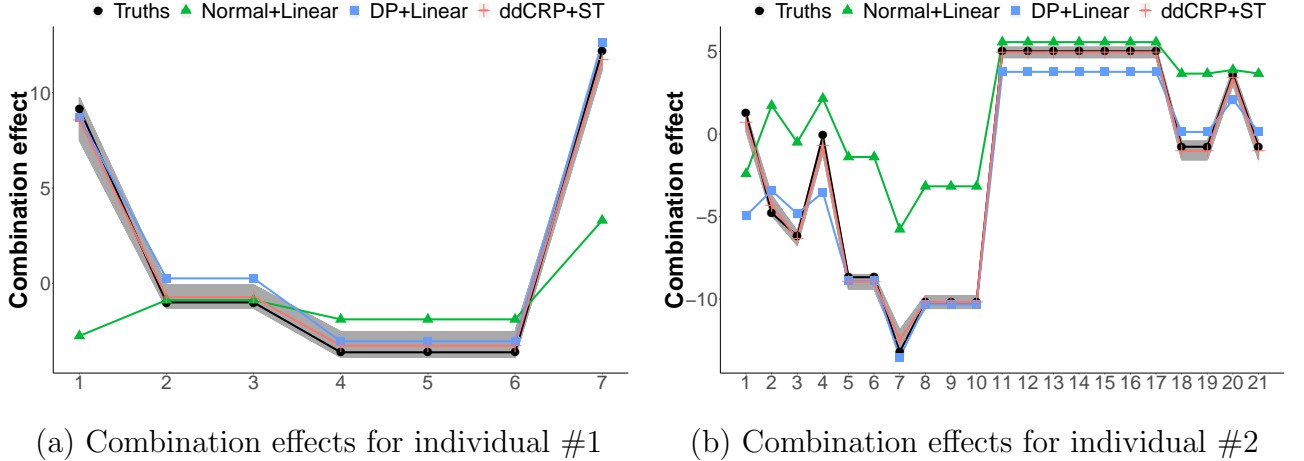 Truths Normal+Linear DP+Linear ddCRP+ST
Combination effect
10
5
0
1 2 3 4 5 6 7
(a) Combination effects for individual #1
Truths Normal+Linear DP+Linear ddCRP+ST
Combination effect
5
0
−5
−10
1 2 3 4 5 6 7 8 9 10 11 12 13 14 15 16 17 18 19 20 21
(b) Combination effects for individual #2